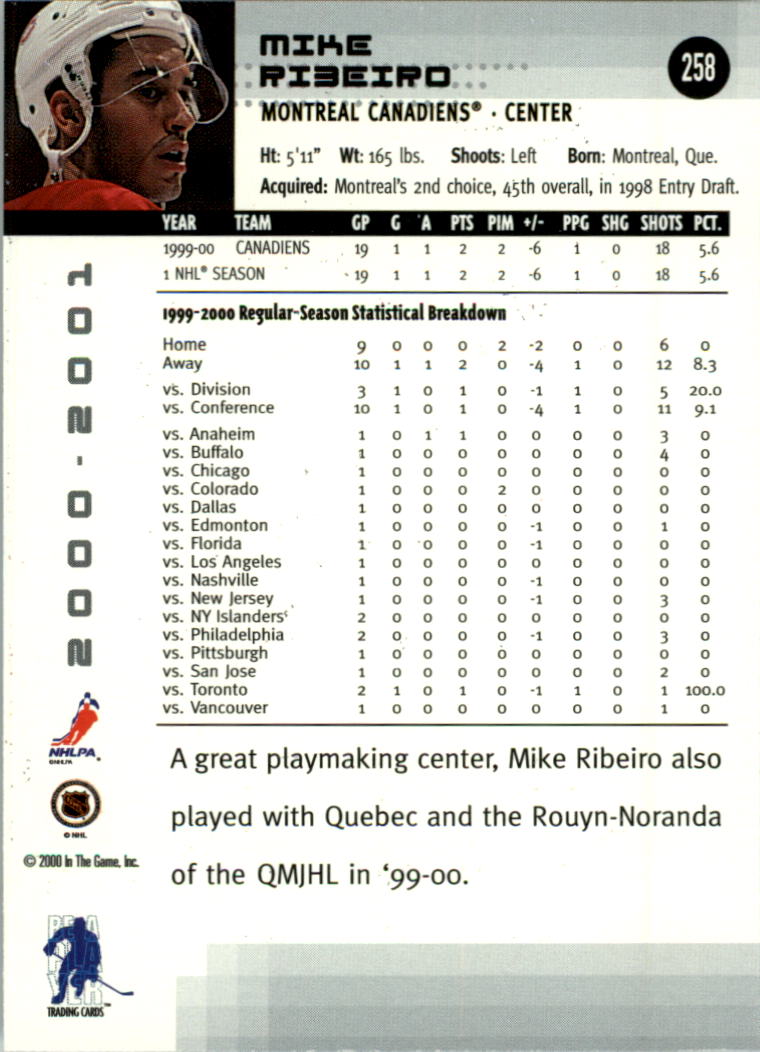 MIKE
RIBEIRO
258
MONTREAL CANADIENS® · CENTER
Ht: 5'11" Wt: 165 lbs. Shoots: Left Born: Montreal, Que.
Acquired: Montreal's 2nd choice, 45th overall, in 1998 Entry Draft.
YEAR TEAM GP G A PTS PIM +/- PPG SHG SHOTS PCT.
1999-00 CANADIENS 19 1 1 2 2 -6 1 0 18 5.6
1 NHL® SEASON 19 1 1 2 2 -6 1 0 18 5.6
1999-2000 Regular-Season Statistical Breakdown
Home 9 0 0 0 2 -2 0 0 6 0
Away 10 1 1 2 0 -4 1 0 12 8.3
vs. Division 3 1 0 1 0 -1 1 0 5 20.0
vs. Conference 10 1 0 1 0 -4 1 0 11 9.1
vs. Anaheim 1 0 1 1 0 0 0 0 3 0
vs. Buffalo 1 0 0 0 0 0 0 0 4 0
vs. Chicago 1 0 0 0 0 0 0 0 0 0
vs. Colorado 1 0 0 0 2 0 0 0 0 0
vs. Dallas 1 0 0 0 0 0 0 0 0 0
vs. Edmonton 1 0 0 0 0 -1 0 0 1 0
vs. Florida 1 0 0 0 0 -1 0 0 0 0
vs. Los Angeles 1 0 0 0 0 0 0 0 0 0
vs. Nashville 1 0 0 0 0 -1 0 0 0 0
vs. New Jersey 1 0 0 0 0 -1 0 0 3 0
vs. NY Islanders 2 0 0 0 0 0 0 0 0 0
vs. Philadelphia 2 0 0 0 0 -1 0 0 3 0
vs. Pittsburgh 1 0 0 0 0 0 0 0 0 0
vs. San Jose 1 0 0 0 0 0 0 0 2 0
vs. Toronto 2 1 0 1 0 -1 1 0 1 100.0
vs. Vancouver 1 0 0 0 0 0 0 0 1 0
A great playmaking center, Mike Ribeiro also
played with Quebec and the Rouyn-Noranda
of the QMJHL in '99-00.
2000-2001
NHLPA.
© NHLPA
NHL
© NHL
© 2000 In The Game, Inc.
BE A
PLA
YER
TRADING CARDS™